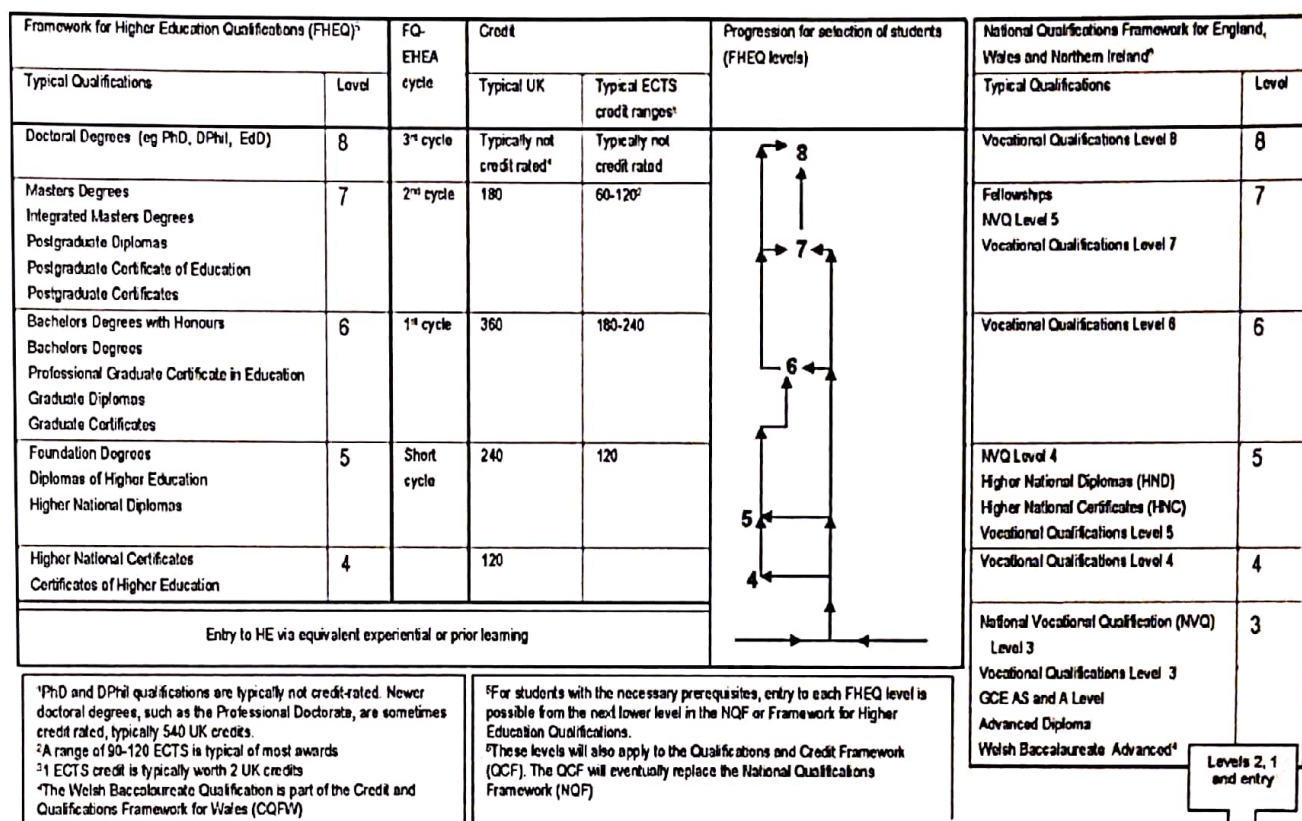 Framework for Higher Education Qualifications (FHEQ)⁵
FQ-
EHEA
cycle
Credit
Progression for selection of students
(FHEQ levels)
National Qualifications Framework for England,
Wales and Northern Ireland⁶
Typical Qualifications
Level
Typical UK
Typical ECTS
credit ranges³
Typical Qualifications
Level
Doctoral Degrees (eg PhD, DPhil, EdD)
8
3rd cycle
Typically not
credit rated¹
Typically not
credit rated
8
Vocational Qualifications Level 8
8
Masters Degrees
Integrated Masters Degrees
Postgraduate Diplomas
Postgraduate Certificate of Education
Postgraduate Certificates
7
2nd cycle
180
60-120²
7
Fellowships
NVQ Level 5
Vocational Qualifications Level 7
7
Bachelors Degrees with Honours
Bachelors Degrees
Professional Graduate Certificate in Education
Graduate Diplomas
Graduate Certificates
6
1st cycle
360
180-240
6
Vocational Qualifications Level 6
6
Foundation Degrees
Diplomas of Higher Education
Higher National Diplomas
5
Short
cycle
240
120
5
NVQ Level 4
Higher National Diplomas (HND)
Higher National Certificates (HNC)
Vocational Qualifications Level 5
5
Higher National Certificates
Certificates of Higher Education
4
120
4
Vocational Qualifications Level 4
4
Entry to HE via equivalent experiential or prior learning
National Vocational Qualification (NVQ)
Level 3
Vocational Qualifications Level 3
GCE AS and A Level
Advanced Diploma
Welsh Baccalaureate Advanced⁴
3
Levels 2, 1
and entry
¹PhD and DPhil qualifications are typically not credit-rated. Newer
doctoral degrees, such as the Professional Doctorate, are sometimes
credit rated, typically 540 UK credits.
²A range of 90-120 ECTS is typical of most awards
³1 ECTS credit is typically worth 2 UK credits
⁴The Welsh Baccalaureate Qualification is part of the Credit and
Qualifications Framework for Wales (CQFW)
⁵For students with the necessary prerequisites, entry to each FHEQ level is
possible from the next lower level in the NQF or Framework for Higher
Education Qualifications.
⁶These levels will also apply to the Qualifications and Credit Framework
(QCF). The QCF will eventually replace the National Qualifications
Framework (NQF)